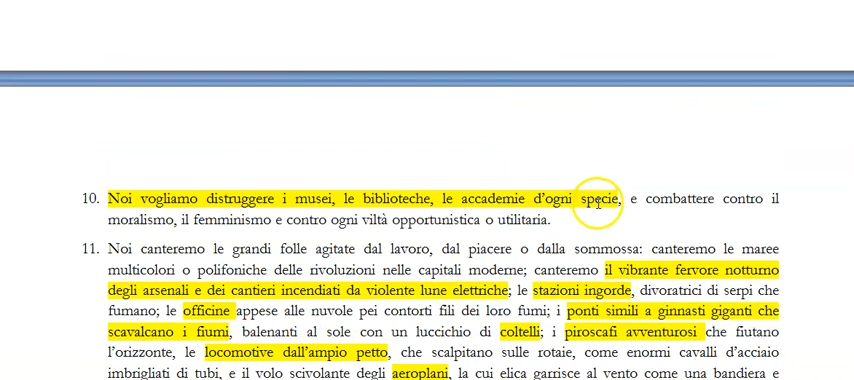 10. Noi vogliamo distruggere i musei, le biblioteche, le accademie d'ogni specie, e combattere contro il
moralismo, il femminismo e contro ogni viltà opportunistica o utilitaria.
11. Noi canteremo le grandi folle agitate dal lavoro, dal piacere o dalla sommossa: canteremo le maree
multicolori o polifoniche delle rivoluzioni nelle capitali moderne; canteremo il vibrante fervore notturno
degli arsenali e dei cantieri incendiati da violente lune elettriche; le stazioni ingorde, divoratrici di serpi che
fumano; le officine appese alle nuvole pei contorti fili dei loro fumi; i ponti simili a ginnasti giganti che
scavalcano i fiumi, balenanti al sole con un luccichio di coltelli; i piroscafi avventurosi che fiutano
l'orizzonte, le locomotive dall'ampio petto, che scalpitano sulle rotaie, come enormi cavalli d'acciaio
imbrigliati di tubi, e il volo scivolante degli aeroplani, la cui elica garrisce al vento come una bandiera e